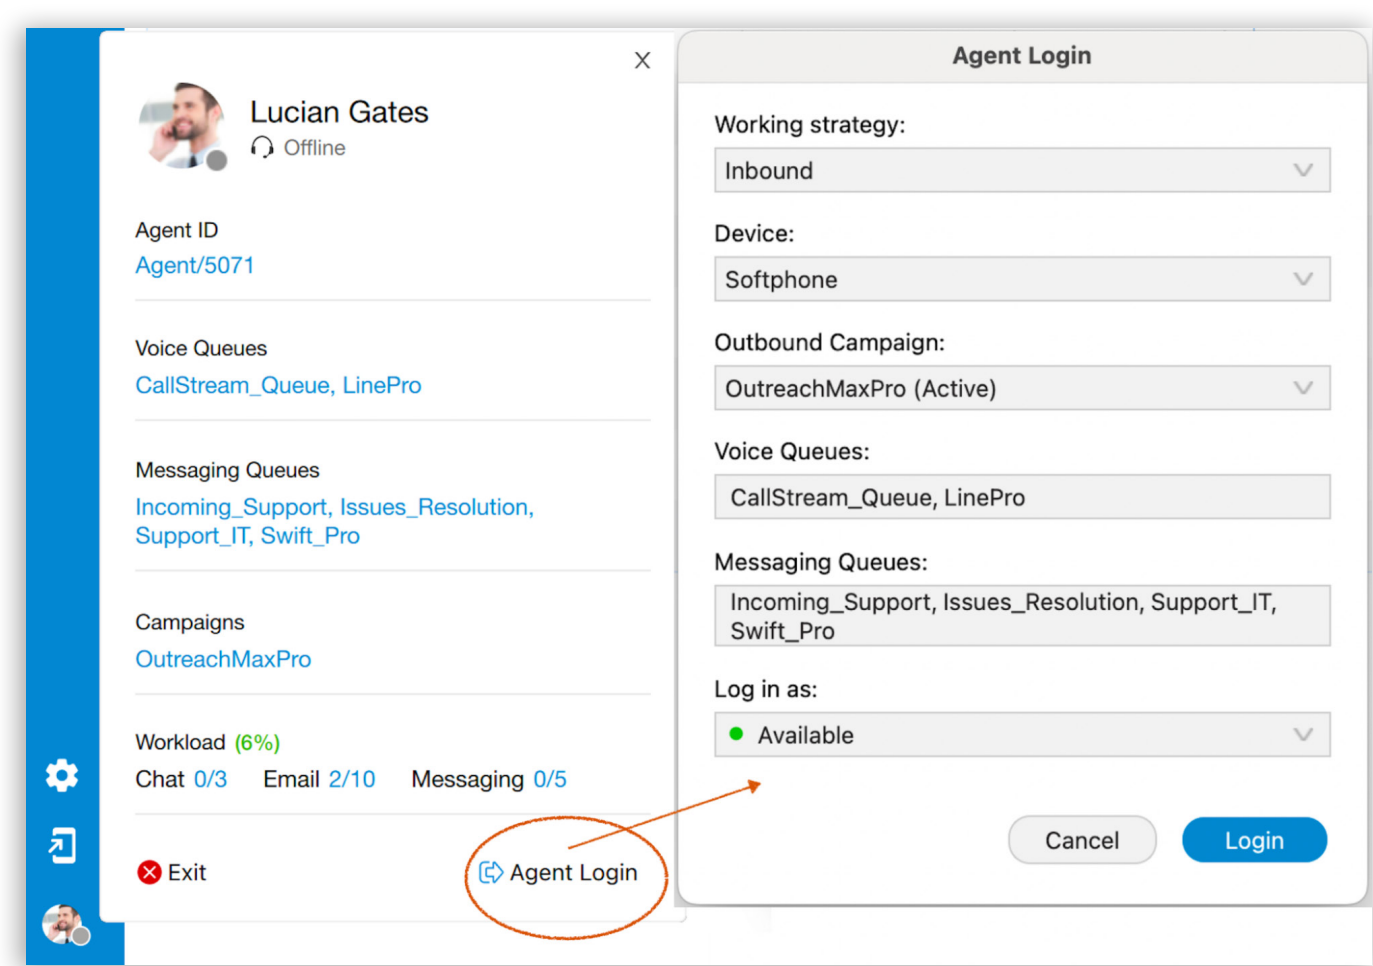 X
Lucian Gates
Offline
Agent ID
Agent/5071
Voice Queues
CallStream_Queue, LinePro
Messaging Queues
Incoming_Support, Issues_Resolution,
Support_IT, Swift_Pro
Campaigns
OutreachMaxPro
Workload (6%)
Chat 0/3 Email 2/10 Messaging 0/5
Exit
Agent Login
Agent Login
Working strategy:
Inbound
Device:
Softphone
Outbound Campaign:
OutreachMaxPro (Active)
Voice Queues:
CallStream_Queue, LinePro
Messaging Queues:
Incoming_Support, Issues_Resolution, Support_IT,
Swift_Pro
Log in as:
Available
Cancel
Login